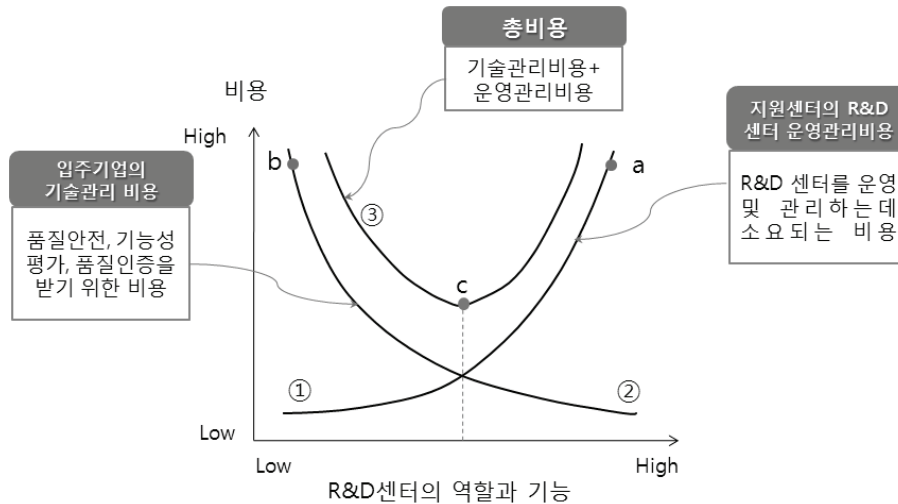 총비용
기술관리비용+
운영관리비용
비용
High
지원센터의 R&D
센터 운영관리비용
R&D 센터를 운영
및 관리하는데
소요되는 비용
입주기업의
기술관리 비용
품질안전, 기능성
평가, 품질인증을
받기 위한 비용
b
a
③
c
①
②
Low
Low
High
R&D센터의 역할과 기능